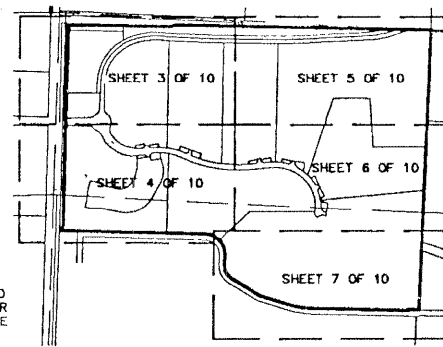 SHEET 3 OF 10
SHEET 5 OF 10
SHEET 6 OF 10
SHEET 4 OF 10
SHEET 7 OF 10